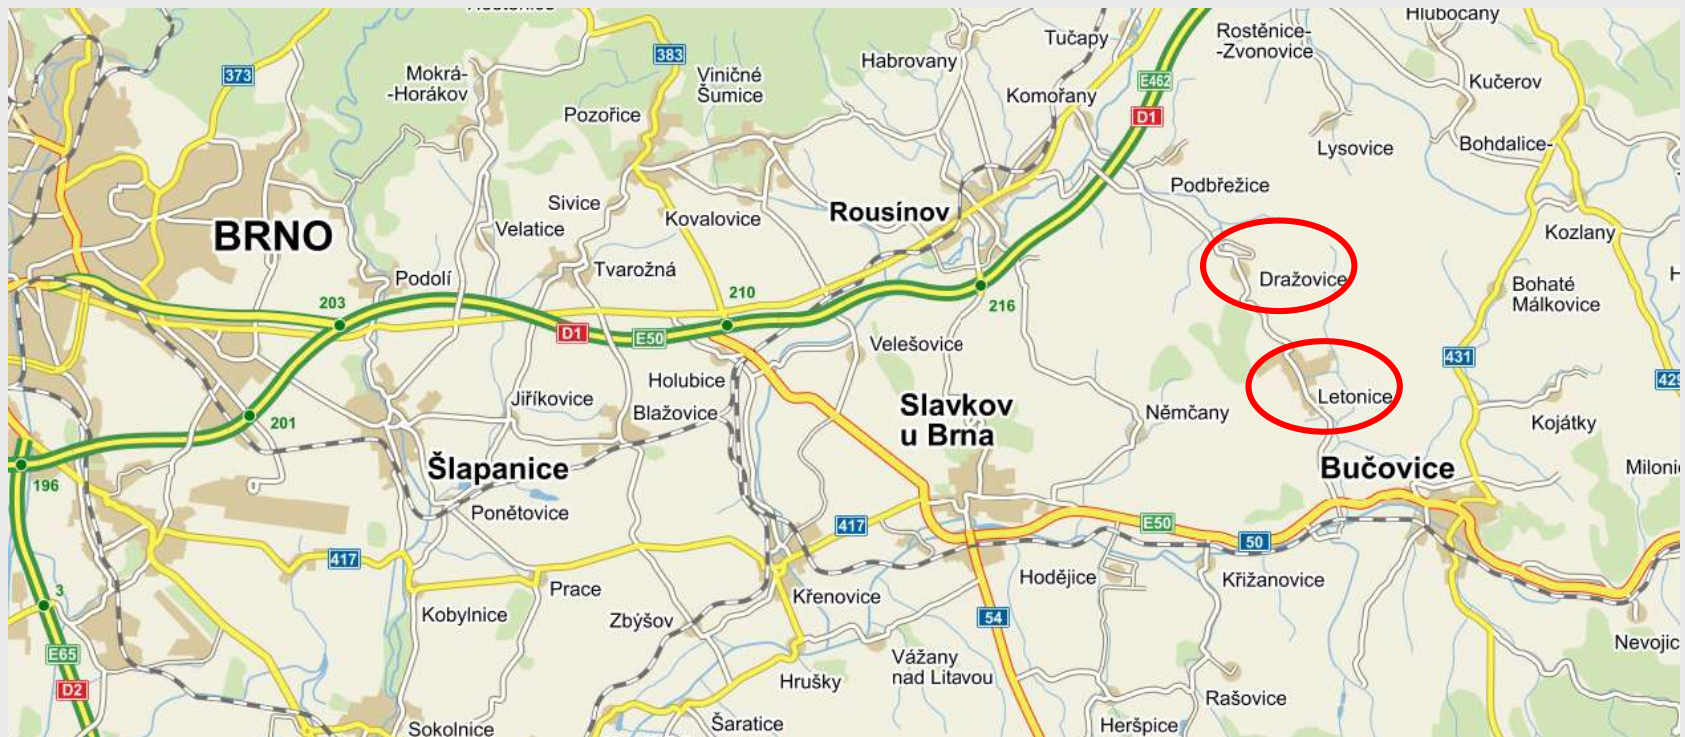 Hlubočany
Tučapy
Rostěnice-
-Zvonovice
383
Habrovany
373
Mokrá-
-Horákov
Viničné
Šumice
E462
Kučerov
Komořany
Pozořice
D1
Lysovice
Bohdalice-
Podbřežice
Sivice
Kovalovice
Rousínov
Velatice
BRNO
Kozlany
Podolí
Tvarožná
Dražovice
Bohaté
Málkovice
203
210
216
D1
E50
Velešovice
431
Holubice
429
Jiříkovice
Blažovice
Letonice
Slavkov
u Brna
Němčany
201
Kojátky
Šlapanice
Bučovice
196
Ponětovice
417
E50
50
417
Hodějice
Křižanovice
Prace
3
Křenovice
Kobylnice
Zbýšov
54
E65
Vážany
nad Litavou
Hrušky
D2
Rašovice
Šaratice
Sokolnice
Heršpice